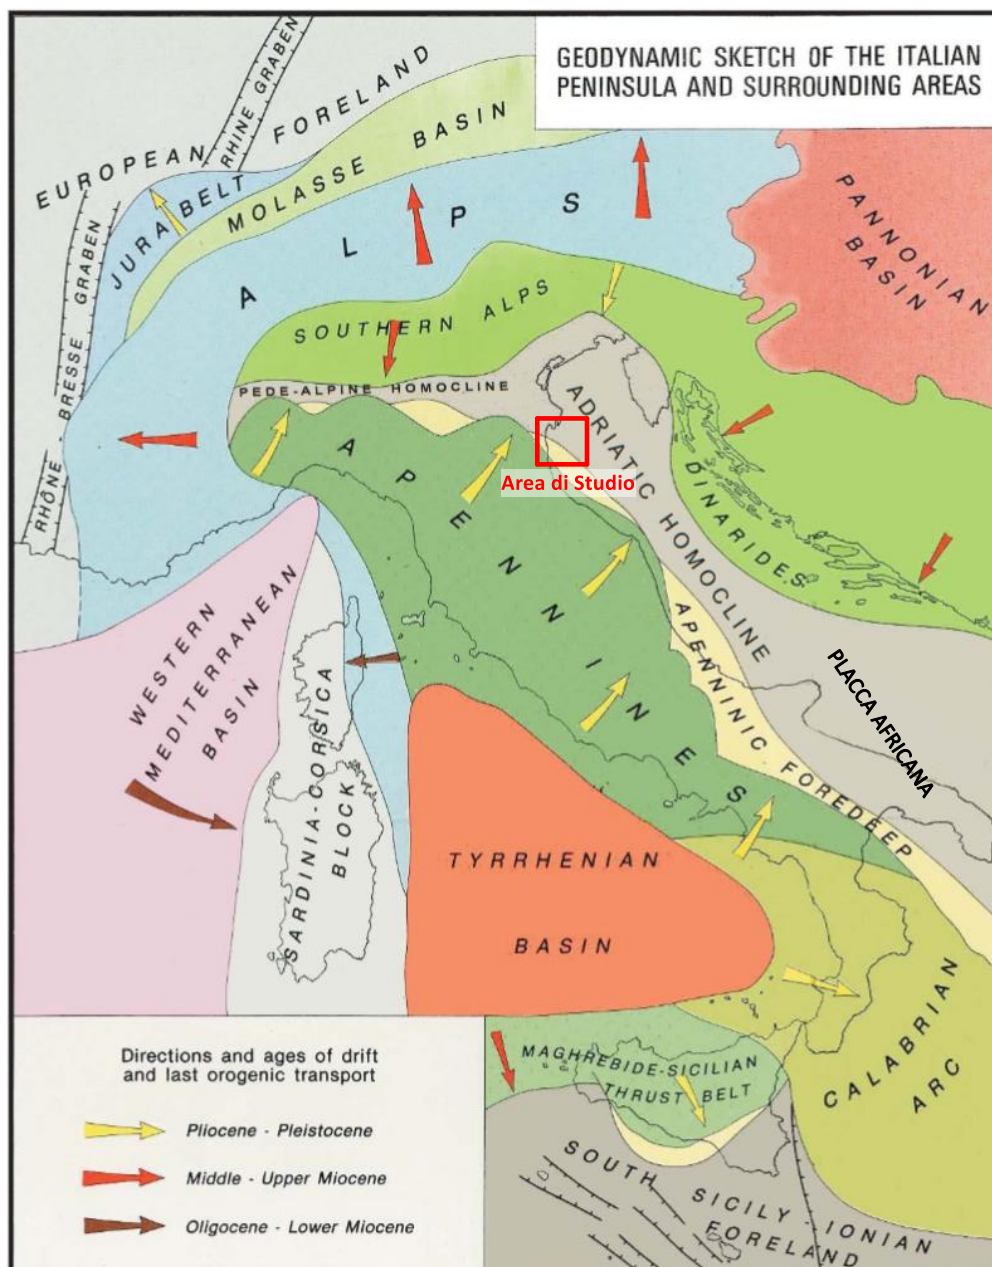 GEODYNAMIC SKETCH OF THE ITALIAN
PENINSULA AND SURROUNDING AREAS
EUROPEAN FORELAND
RHINE GRABEN
MOLASSE BASIN
JURA BELT
RHÔNE - BRESSE GRABEN
ALPS
PANNONIAN
BASIN
SOUTHERN ALPS
PEDE-ALPINE HOMOCLINE
ADRIATIC HOMOCLINE
Area di Studio
DINARIDES
APENNINES
APENNINIC FOREDEEP
PLACCA AFRICANA
WESTERN
MEDITERRANEAN
BASIN
SARDINIA-CORSICA
BLOCK
TYRRHENIAN
BASIN
CALABRIAN
ARC
MAGHREBIDE-SICILIAN
THRUST BELT
SOUTH SICILY-IONIAN
FORELAND
Directions and ages of drift
and last orogenic transport
Pliocene - Pleistocene
Middle - Upper Miocene
Oligocene - Lower Miocene